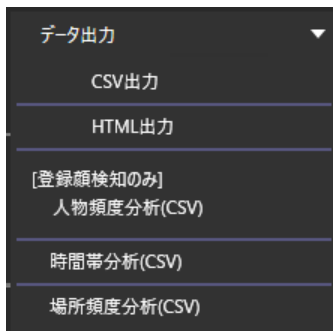 データ出力
CSV出力
HTML出力
[登録顔検知のみ]
人物頻度分析(CSV)
時間帯分析(CSV)
場所頻度分析(CSV)